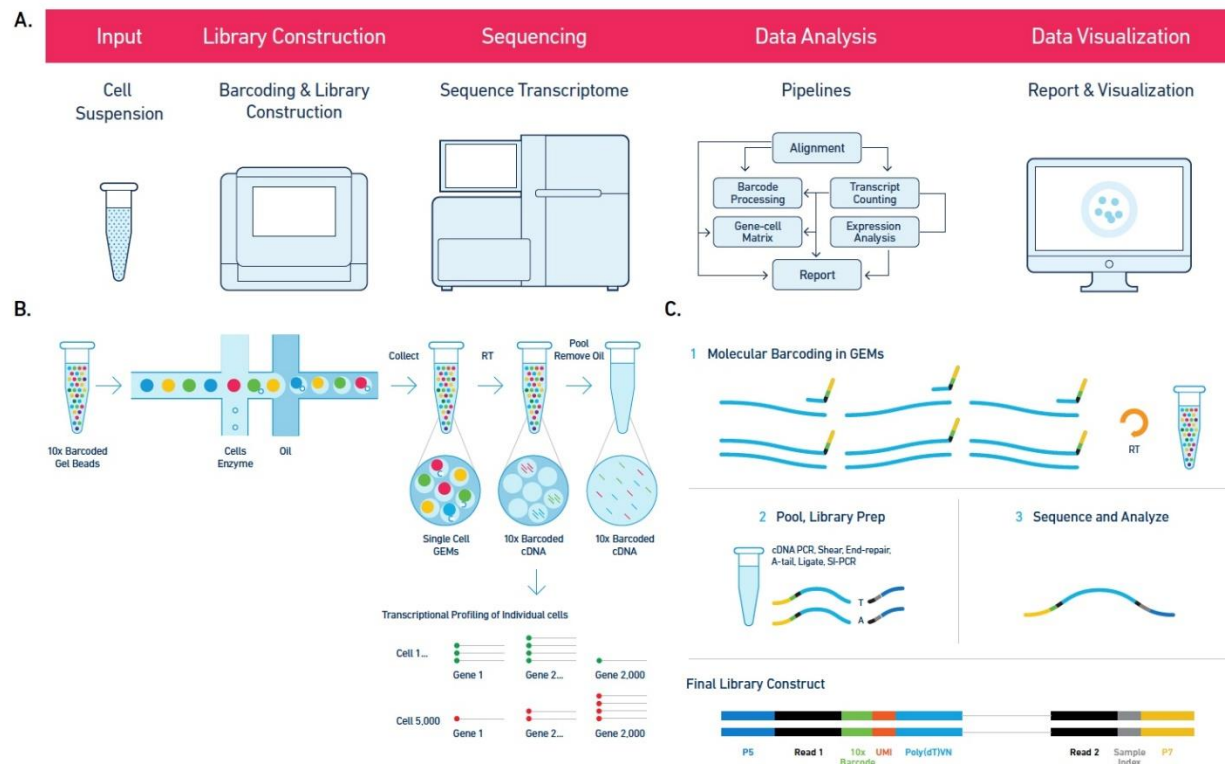 A.
Input
Library Construction
Sequencing
Data Analysis
Data Visualization
Cell
Suspension
Barcoding & Library
Construction
Sequence Transcriptome
Pipelines
Report & Visualization
Alignment
Barcode
Processing
Transcript
Counting
Gene-cell
Matrix
Expression
Analysis
Report
B.
10x Barcoded
Gel Beads
Cells
Enzyme
Oil
Collect
RT
Pool
Remove Oil
Single Cell
GEMs
10x Barcoded
cDNA
10x Barcoded
cDNA
Transcriptional Profiling of Individual cells
Cell 1...
Gene 1
Gene 2...
Gene 2,000
Cell 5,000
Gene 1
Gene 2...
Gene 2,000
C.
1 Molecular Barcoding in GEMs
RT
2 Pool, Library Prep
cDNA PCR, Shear, End-repair,
A-tail, Ligate, SI-PCR
T
A
3 Sequence and Analyze
Final Library Construct
P5
Read 1
10x
Barcode
UMI
Poly(dT)VN
Read 2
Sample
Index
P7